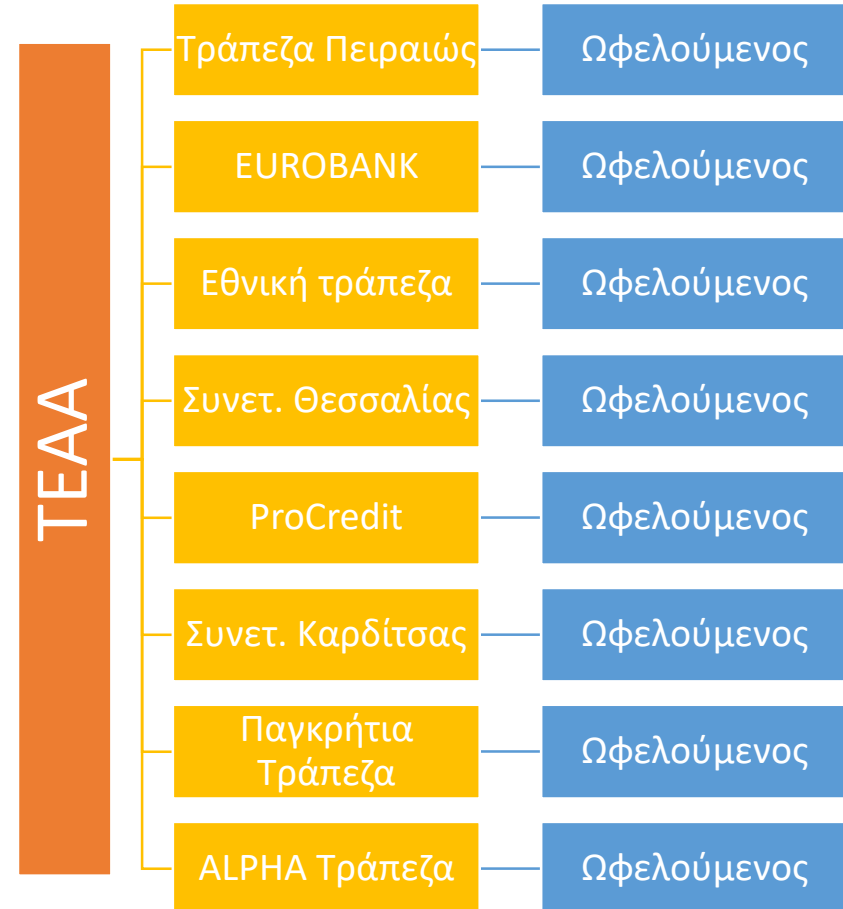 ΤΕΑΑ
Τράπεζα Πειραιώς
Ωφελούμενος
EUROBANK
Ωφελούμενος
Εθνική τράπεζα
Ωφελούμενος
Συνετ. Θεσσαλίας
Ωφελούμενος
ProCredit
Ωφελούμενος
Συνετ. Καρδίτσας
Ωφελούμενος
Παγκρήτια
Τράπεζα
Ωφελούμενος
ALPHA Τράπεζα
Ωφελούμενος